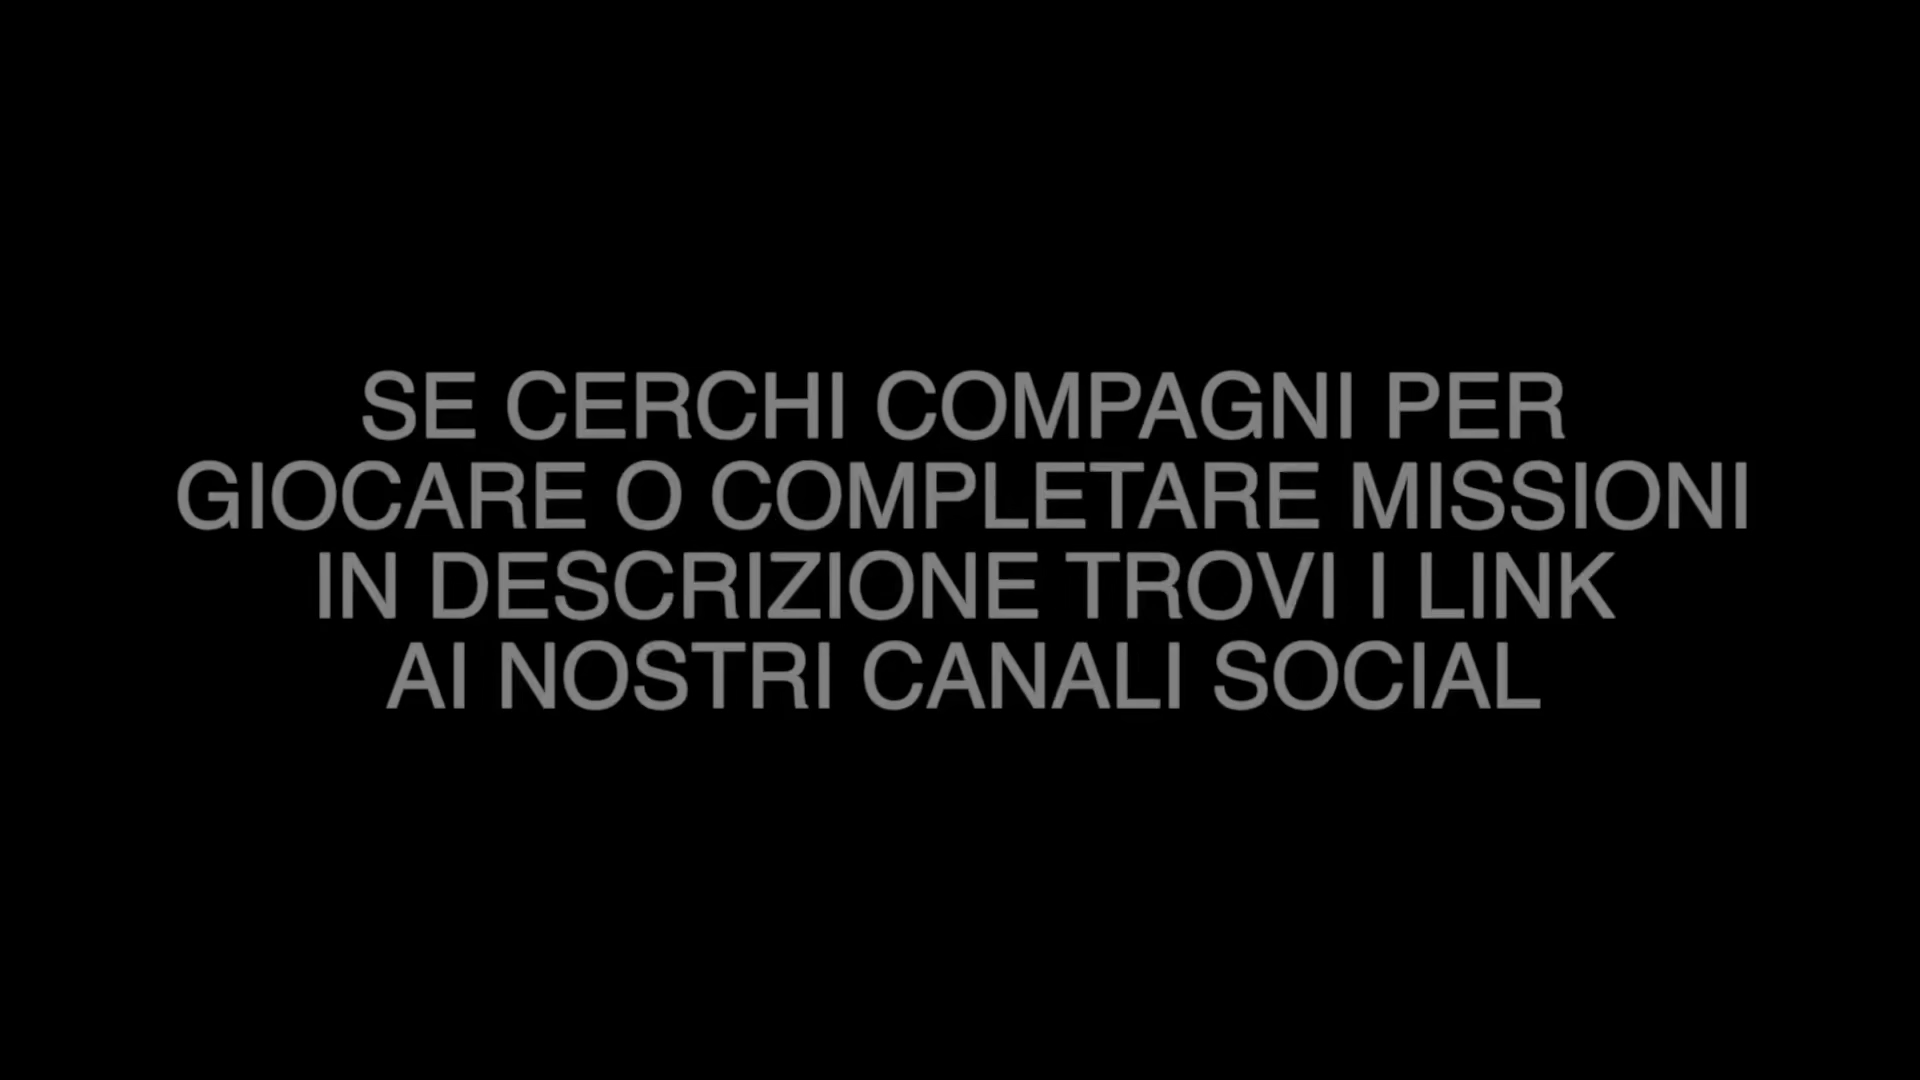 SE CERCHI COMPAGNI PER
GIOCARE O COMPLETARE MISSIONI
IN DESCRIZIONE TROVI I LINK
AI NOSTRI CANALI SOCIAL